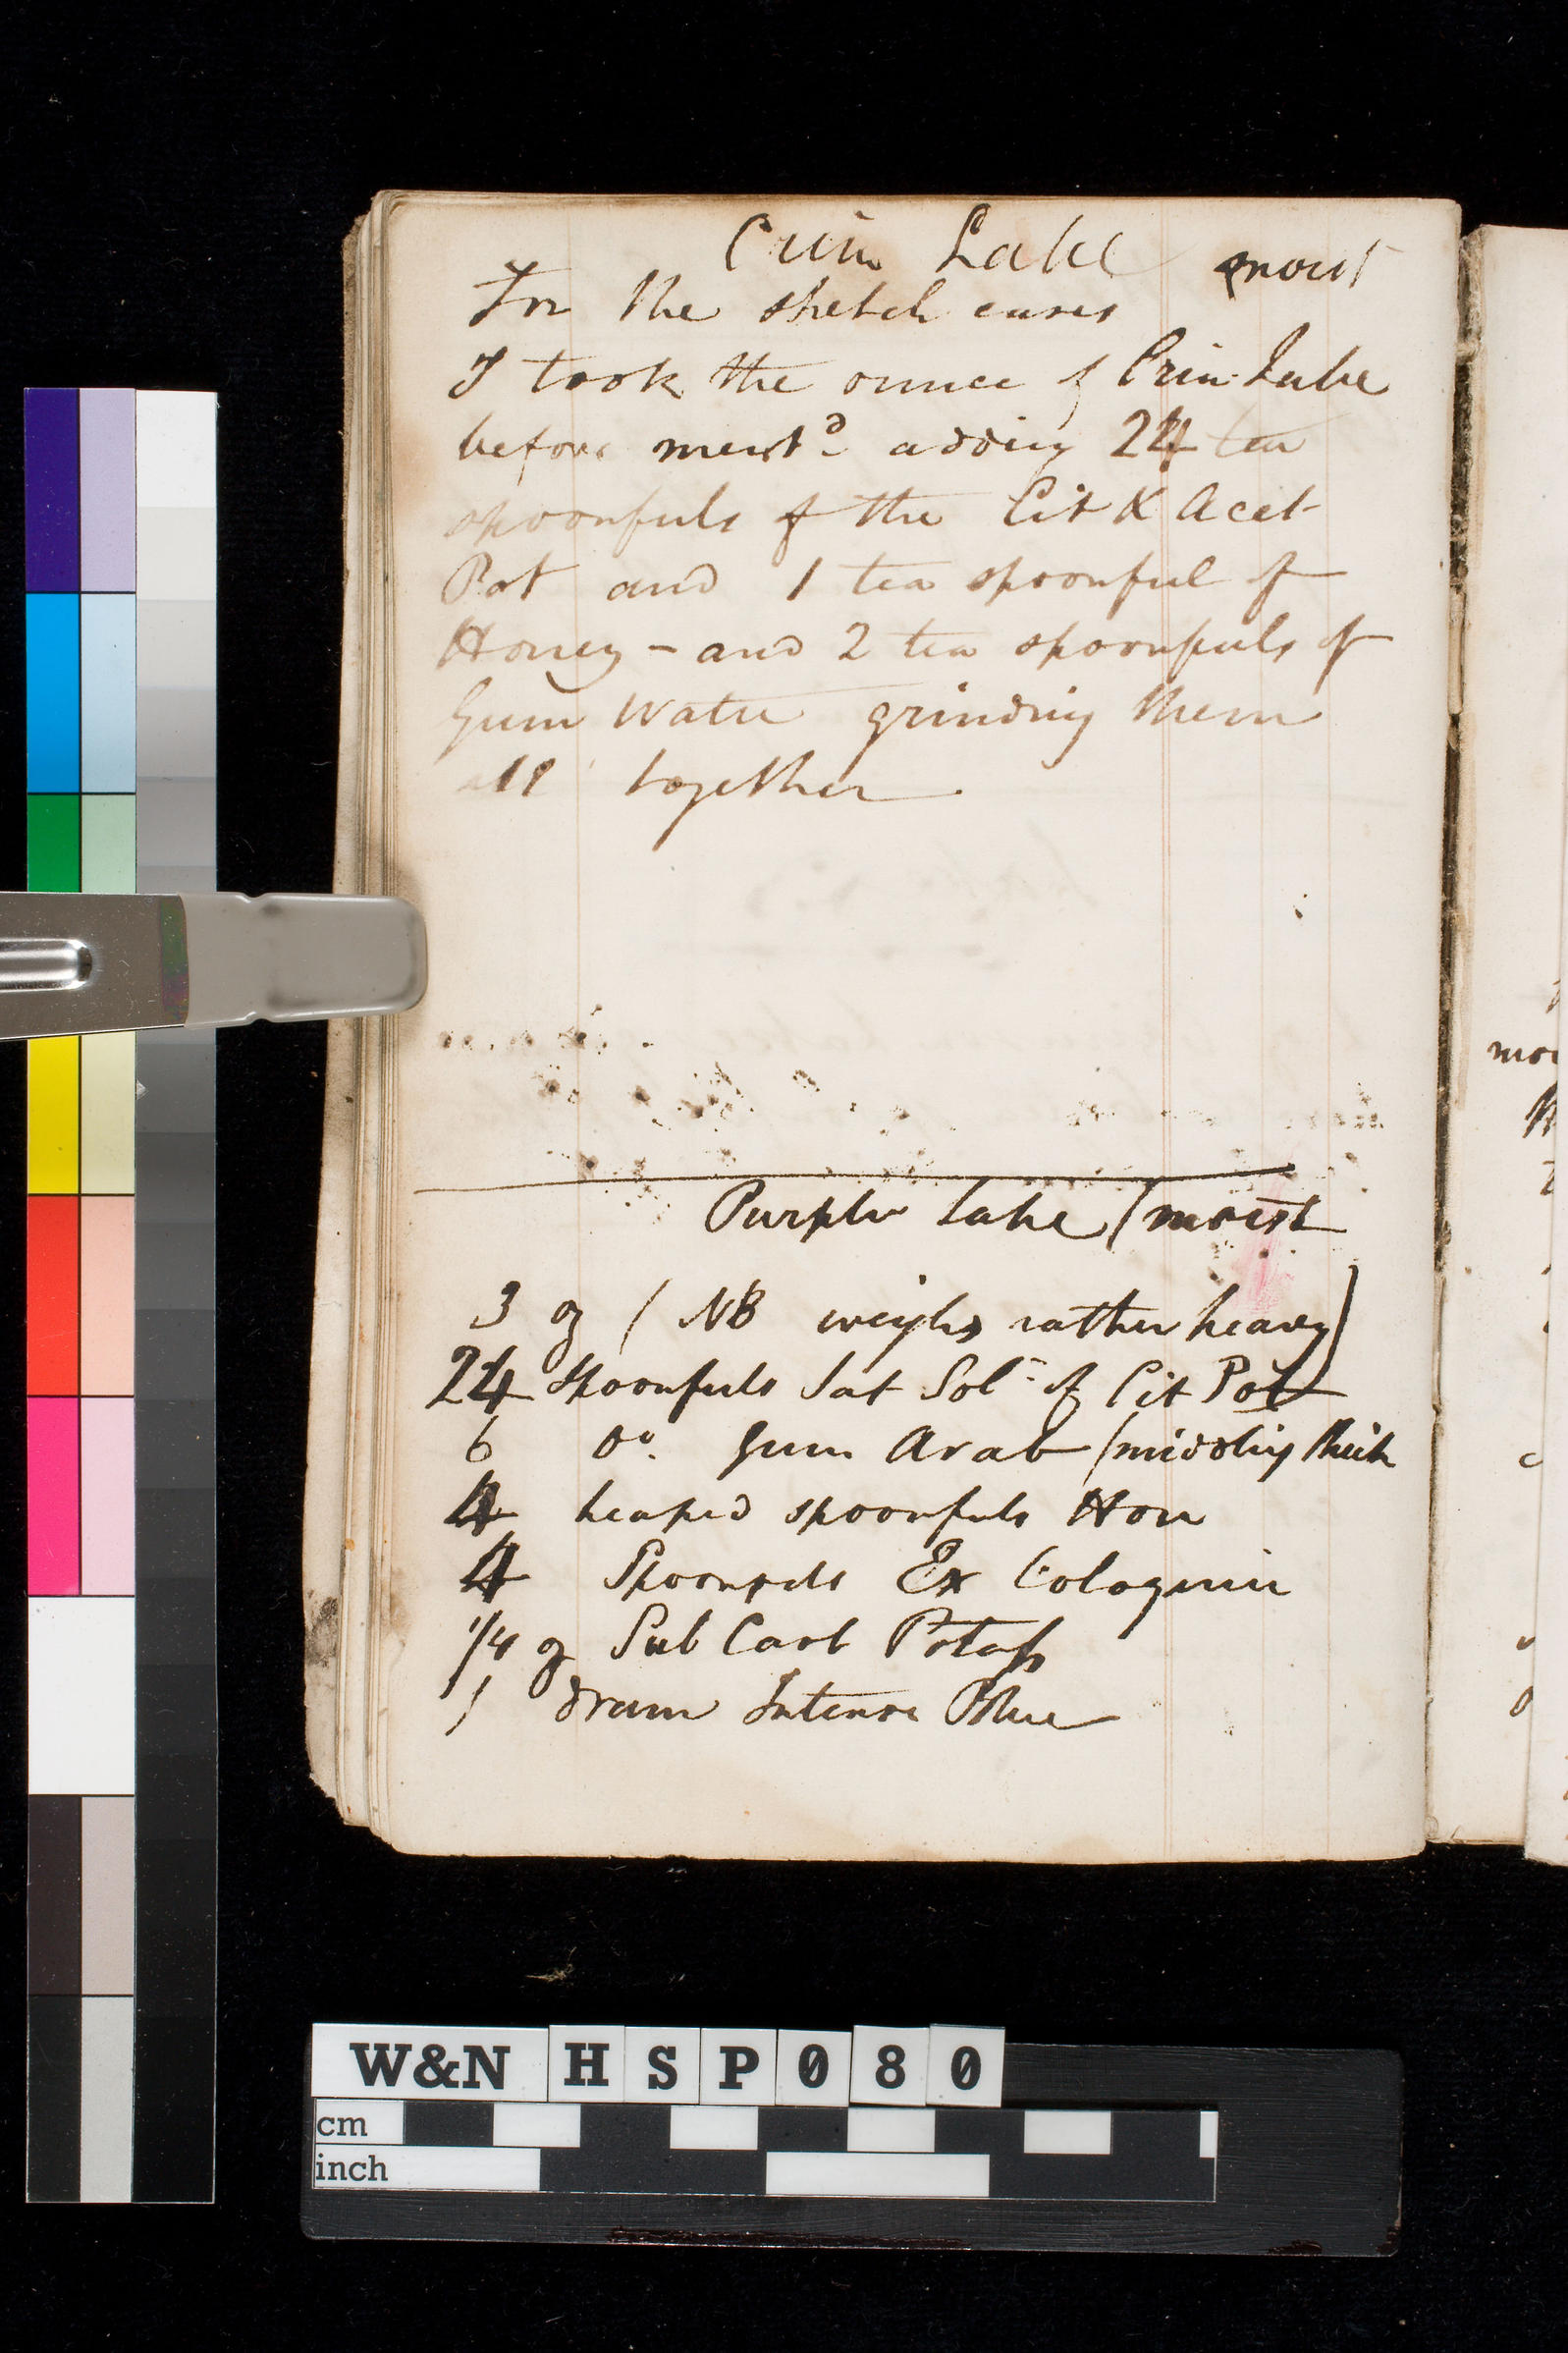 Crim Lake moist
For the sketch cases
I took the ounce of Crim Lake
before ment.d adding 24 tea
spoonfuls of the Cit & Acet
Pot and 1 tea spoonful of
Honey - and 2 tea spoonfuls of
Gum Water grinding them
all together.
Purple Lake (moist
3 oz (NB weighs rather heavy)
24 Spoonfuls Sat Sol.n of Cit Pot
6 Do. Gum Arab (middling thick
4 heaped spoonfuls Hon
4 Spoonfuls Ex
1/4 oz Sub Carb Potass
1 dram Intense Blue
mo
W&N HSP080
cm
inch